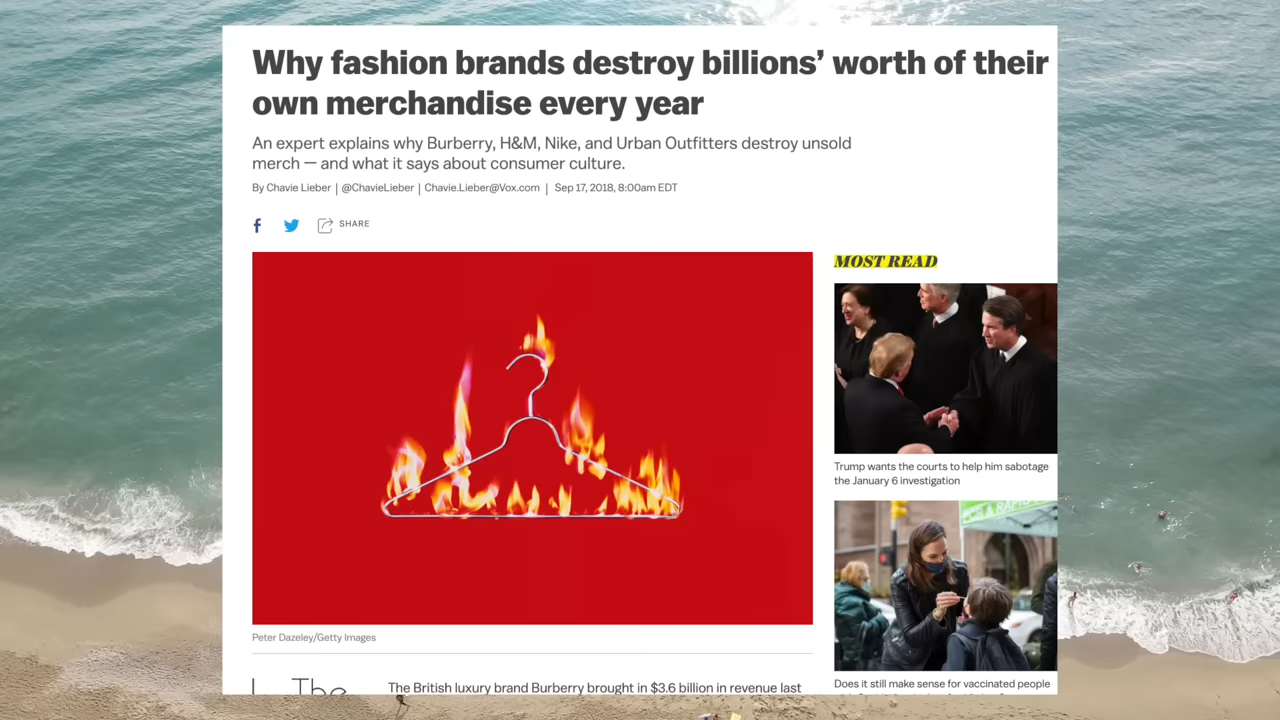 Why fashion brands destroy billions’ worth of their
own merchandise every year
An expert explains why Burberry, H&M, Nike, and Urban Outfitters destroy unsold
merch — and what it says about consumer culture.
By Chavie Lieber | @ChavieLieber | Chavie.Lieber@Vox.com | Sep 17, 2018, 8:00am EDT
SHARE
MOST READ
Trump wants the courts to help him sabotage
the January 6 investigation
Peter Dazeley/Getty Images
The
The British luxury brand Burberry brought in $3.6 billion in revenue last
Does it still make sense for vaccinated people